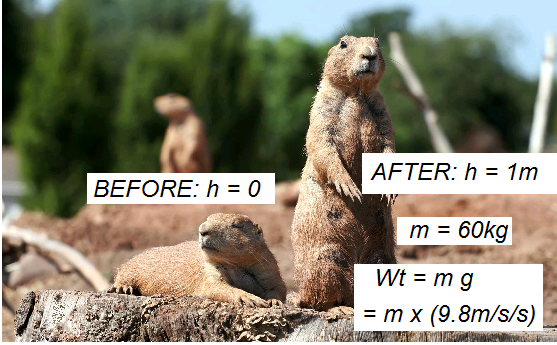 BEFORE: h = 0
AFTER: h = 1m
m = 60kg
Wt = m g
= m x (9.8m/s/s)